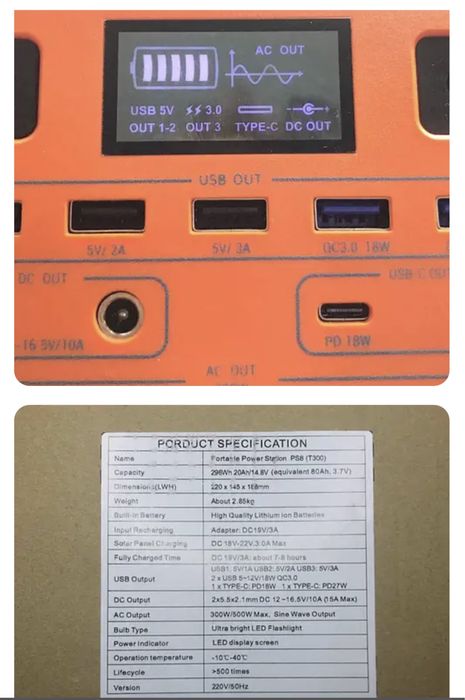 AC OUT
USB 5V ⚡⚡ 3.0
OUT 1-2 OUT 3 TYPE-C DC OUT
USB OUT
5V/ 2A 5V/ 3A QC3.0 18W
DC OUT USB-C OUT
-16.5V/10A PD 18W
AC OUT
PORDUCT SPECIFICATION
Name Portable Power Station PS8 (T300)
Capacity 296Wh 20Ah/14.8V (equivalent 80Ah, 3.7V)
Dimensions(LWH) 220 x 145 x 168mm
Weight About 2.85kg
Built-in Battery High Quality Lithium Ion Batteries
Input Recharging Adapter: DC19V/3A
Solar Panel Charging DC 18V-22V,3.0A Max
Fully Charged Time DC 19V/3A: about 7-8 hours
USB Output USB1: 5V/1A USB2: 5V/2A USB3: 5V/3A
2 x USB 5~12V/18W QC3.0
1 x TYPE-C: PD18W 1 x TYPE-C: PD27W
DC Output 2x5.5x2.1mm DC 12~16.5V/10A (15A Max)
AC Output 300W/500W Max, Sine Wave Output
Bulb Type Ultra bright LED Flashlight
Power Indicator LED display screen
Operation temperature -10℃-40℃
Lifecycle >500 times
Version 220V/50Hz